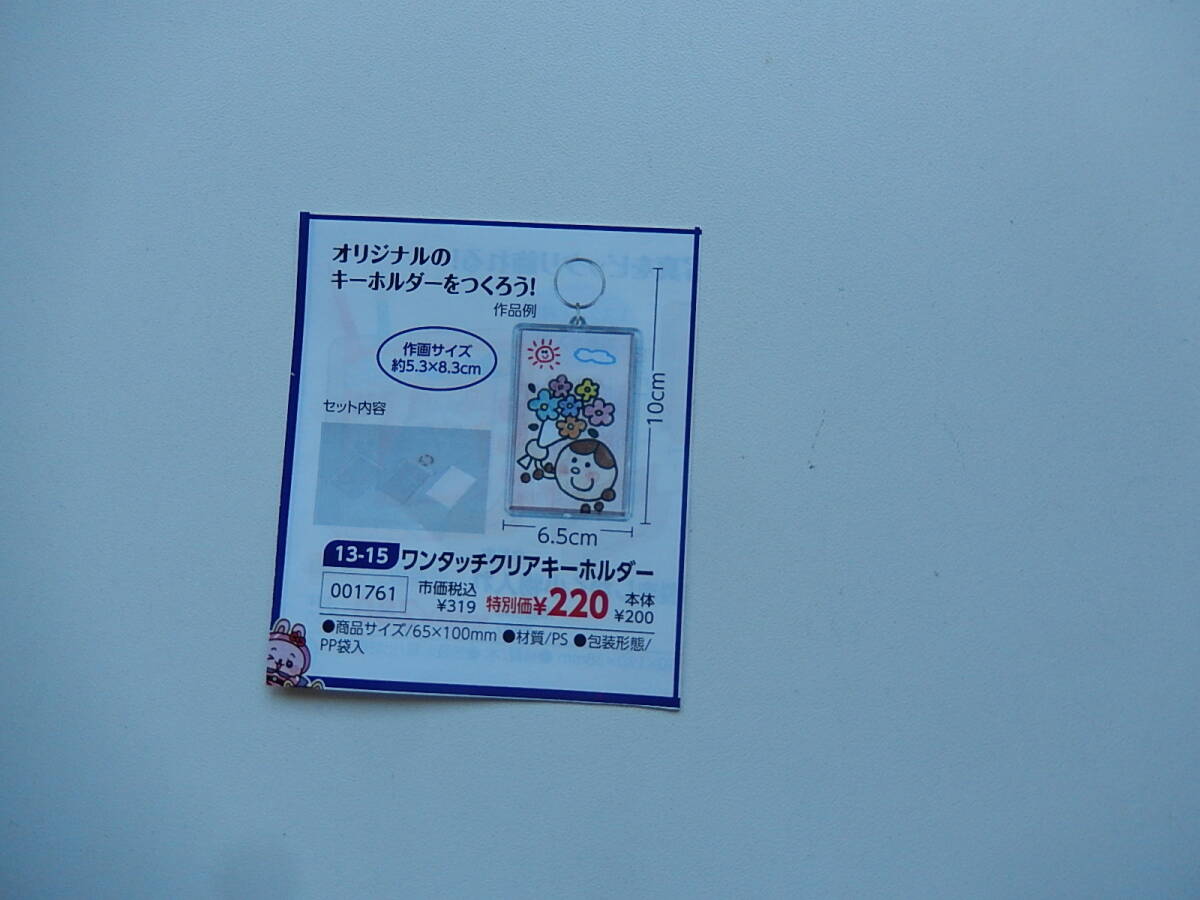 オリジナルの
キーホルダーをつくろう!
作品例
作画サイズ
約5.3×8.3cm
セット内容
10cm
6.5cm
13-15 ワンタッチクリアキーホルダー
001761 市価税込 ¥319 特別価¥220 本体 ¥200
●商品サイズ/65×100mm ●材質/PS ●包装形態/
PP袋入